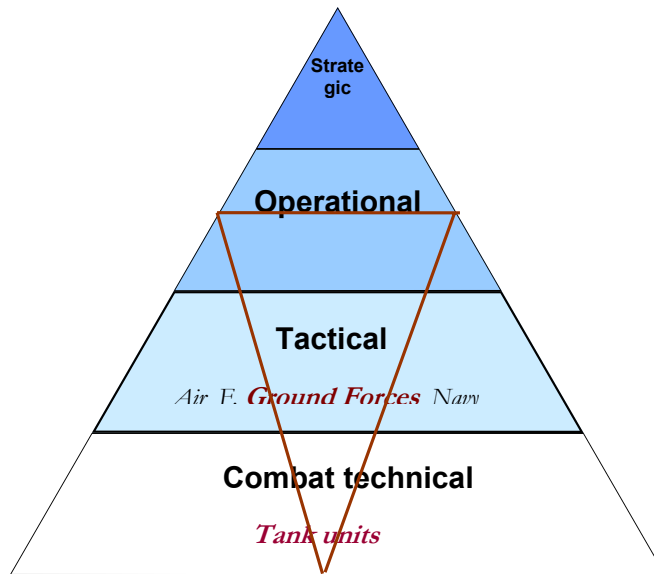 Strate
gic
Operational
Tactical
Air F. Ground Forces Navy
Combat technical
Tank units